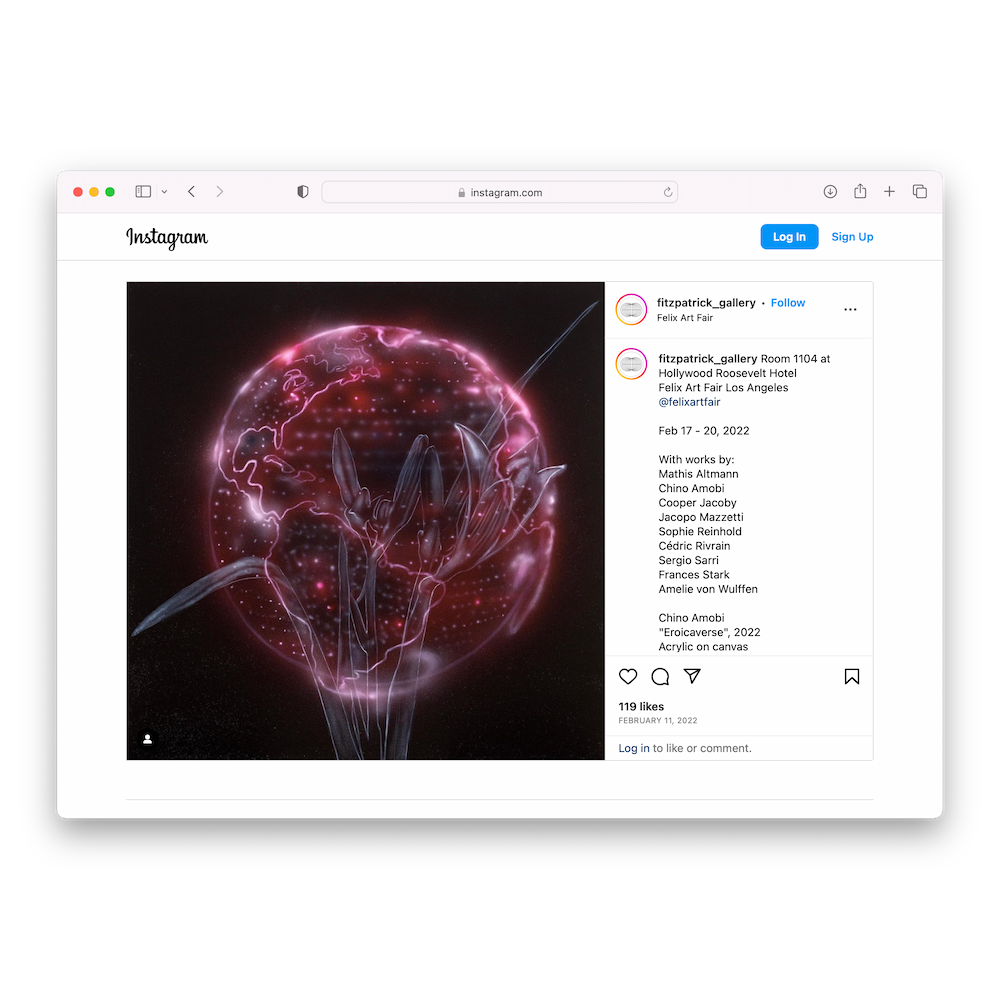 instagram.com
Instagram
Log In
Sign Up
fitzpatrick_gallery • Follow
Felix Art Fair
fitzpatrick_gallery Room 1104 at
Hollywood Roosevelt Hotel
Felix Art Fair Los Angeles
@felixartfair
Feb 17 - 20, 2022
With works by:
Mathis Altmann
Chino Amobi
Cooper Jacoby
Jacopo Mazzetti
Sophie Reinhold
Cédric Rivrain
Sergio Sarri
Frances Stark
Amelie von Wulffen
Chino Amobi
"Eroicaverse", 2022
Acrylic on canvas
119 likes
FEBRUARY 11, 2022
Log in to like or comment.